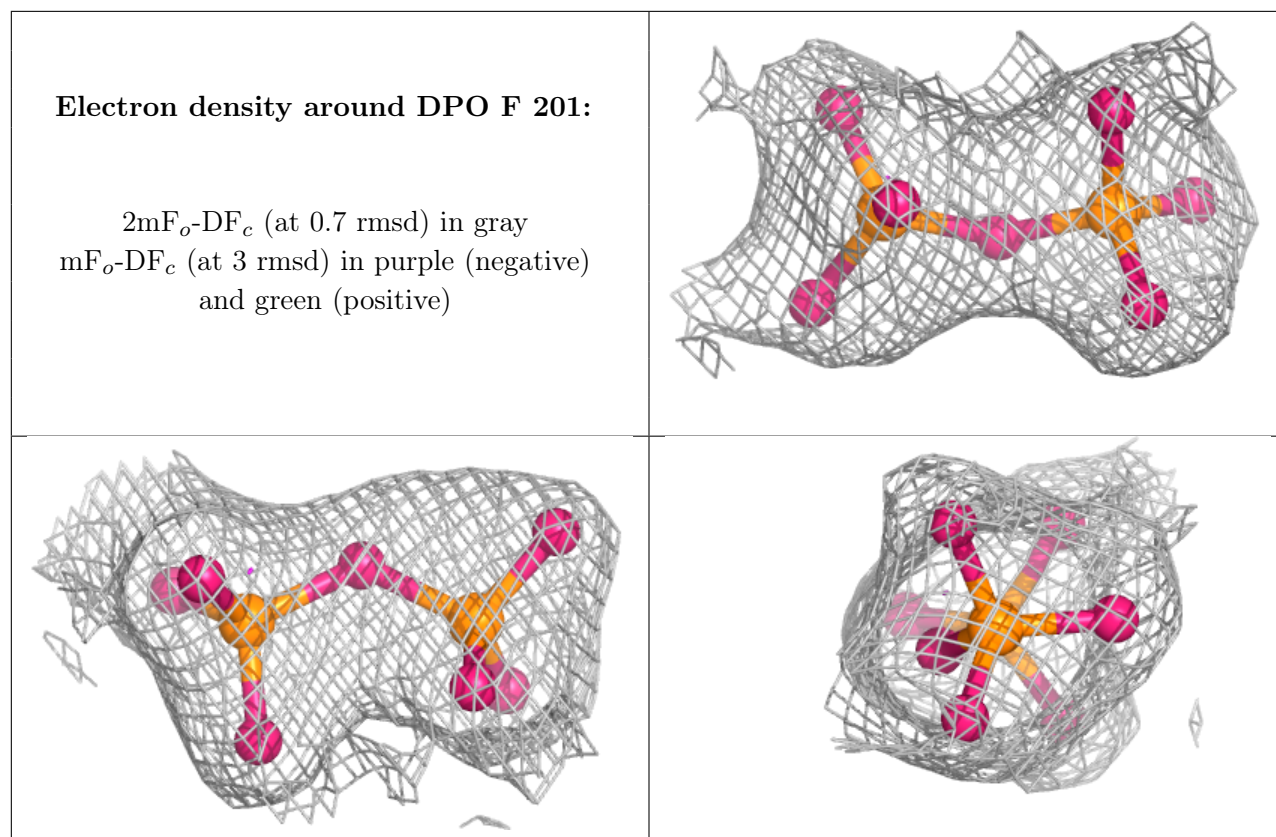 Electron density around DPO F 201:
2mFo-DFc (at 0.7 rmsd) in gray
mFo-DFc (at 3 rmsd) in purple (negative)
and green (positive)